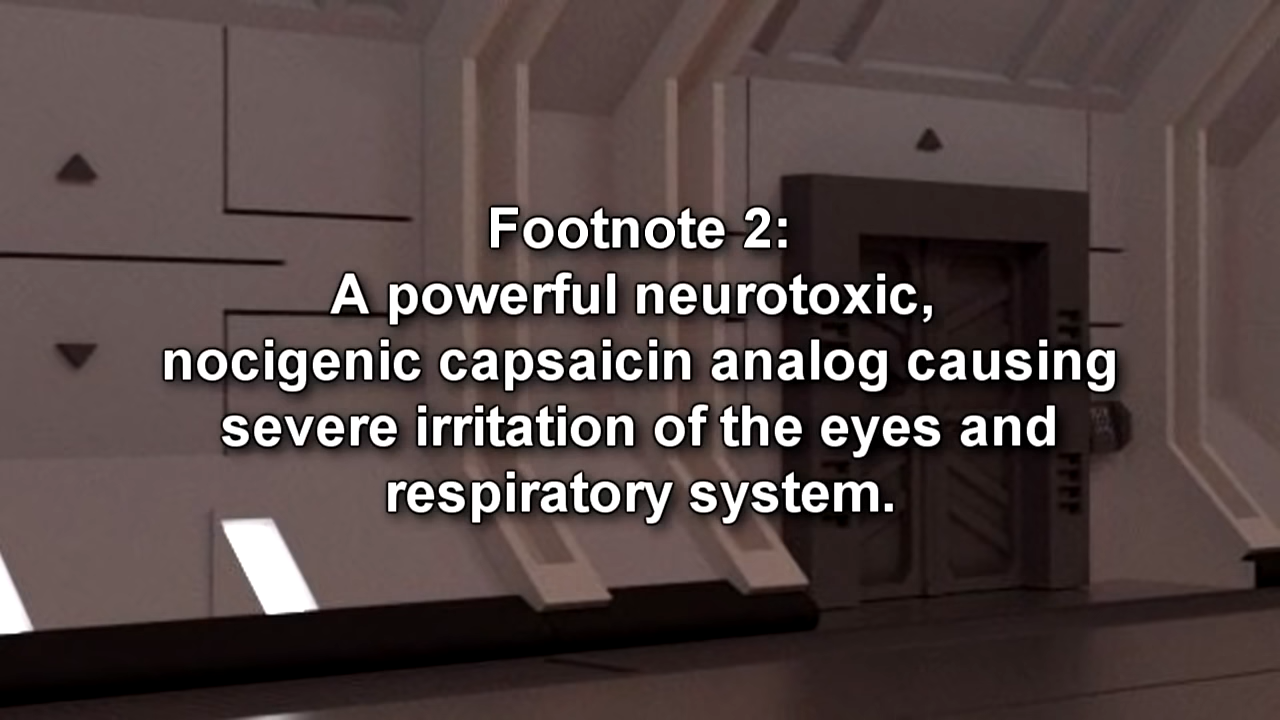 Footnote 2:
A powerful neurotoxic,
nocigenic capsaicin analog causing
severe irritation of the eyes and
respiratory system.